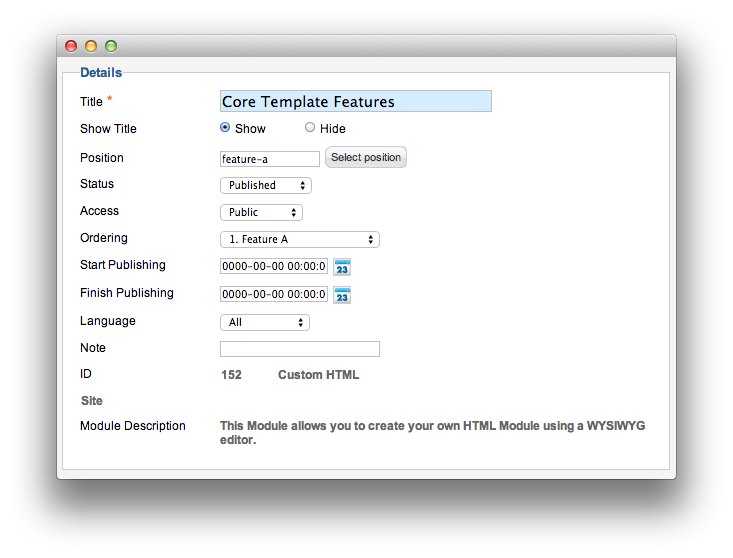 Details
Title * Core Template Features
Show Title Show Hide
Position feature-a Select position
Status Published
Access Public
Ordering 1. Feature A
Start Publishing 0000-00-00 00:00:0 23
Finish Publishing 0000-00-00 00:00:0 23
Language All
Note
ID 152 Custom HTML
Site
Module Description This Module allows you to create your own HTML Module using a WYSIWYG
editor.